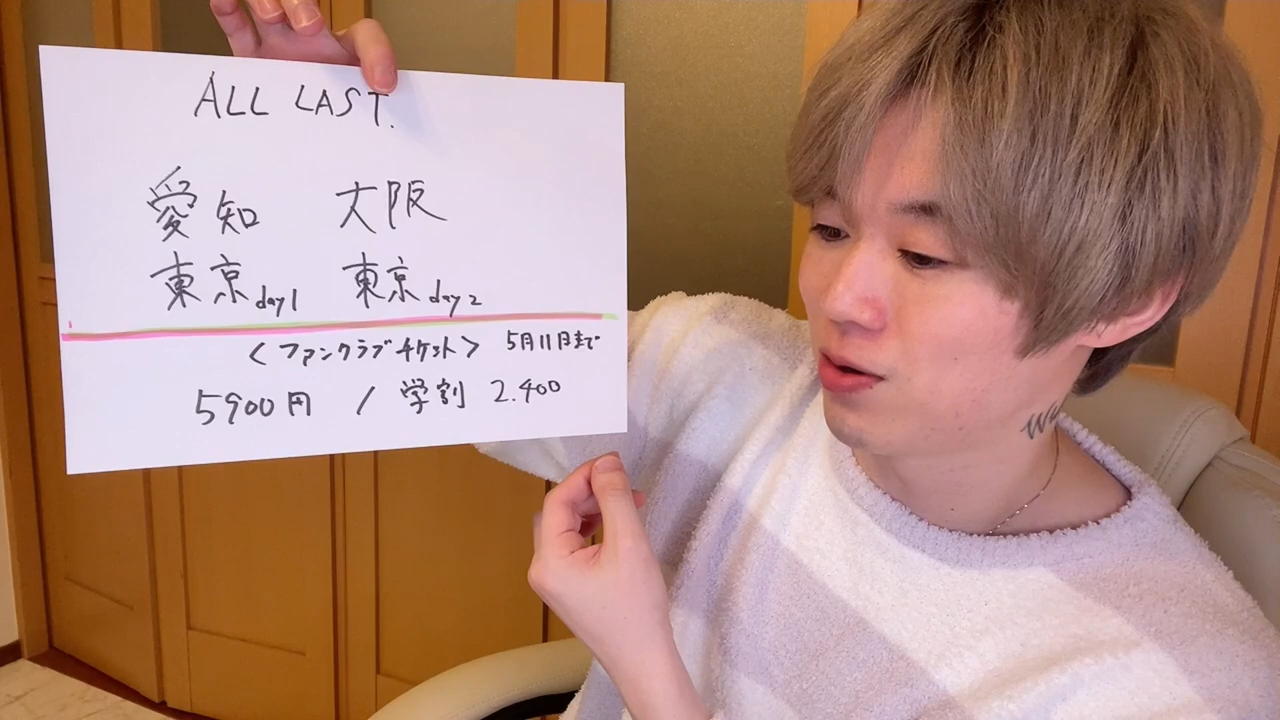 ALL LAST.
愛知 大阪
東京day1 東京day2
〈ファンクラブチケット〉 5月11日まで
5900円 / 学割 2.400